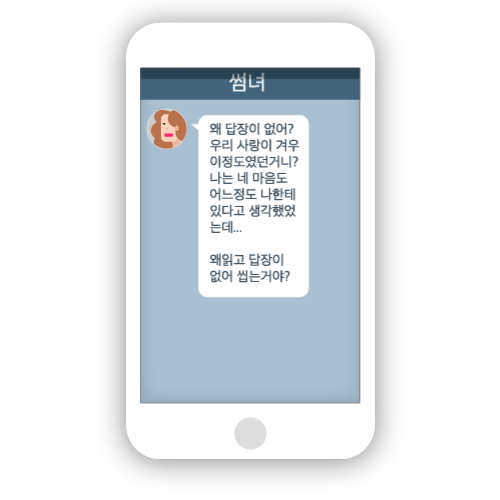 썸녀
왜 답장이 없어?
우리 사랑이 겨우
이정도였던거니?
나는 네 마음도
어느정도 나한테
있다고 생각했었
는데...
왜읽고 답장이
없어 씹는거야?